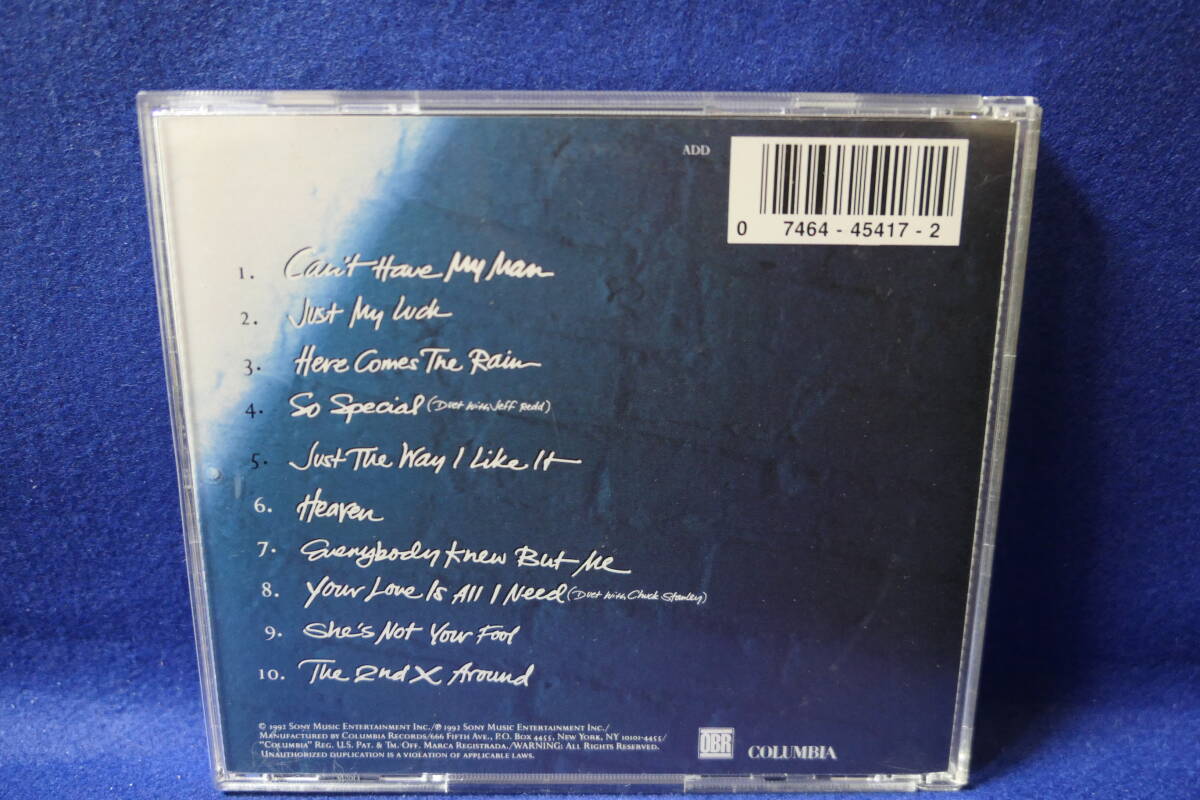 ADD
0 7464 - 45417 - 2
1. Can't Have My Man
2. Just My Luck
3. Here Comes The Rain
4. So Special (Duet with Jeff Redd)
5. Just The Way I Like It
6. Heaven
7. Everybody Knew But Me
8. Your Love Is All I Need (Duet with Chuck Stanley)
9. She's Not Your Fool
10. The 2nd X Around
© 1992 Sony Music Entertainment Inc./℗ 1992 Sony Music Entertainment Inc./
Manufactured by Columbia Records/666 Fifth Ave., P.O. Box 4455, New York, NY 10101-4455/
"Columbia" Reg. U.S. Pat. & Tm. Off. Marca Registrada./WARNING: All Rights Reserved.
Unauthorized duplication is a violation of applicable laws.
OBR
COLUMBIA